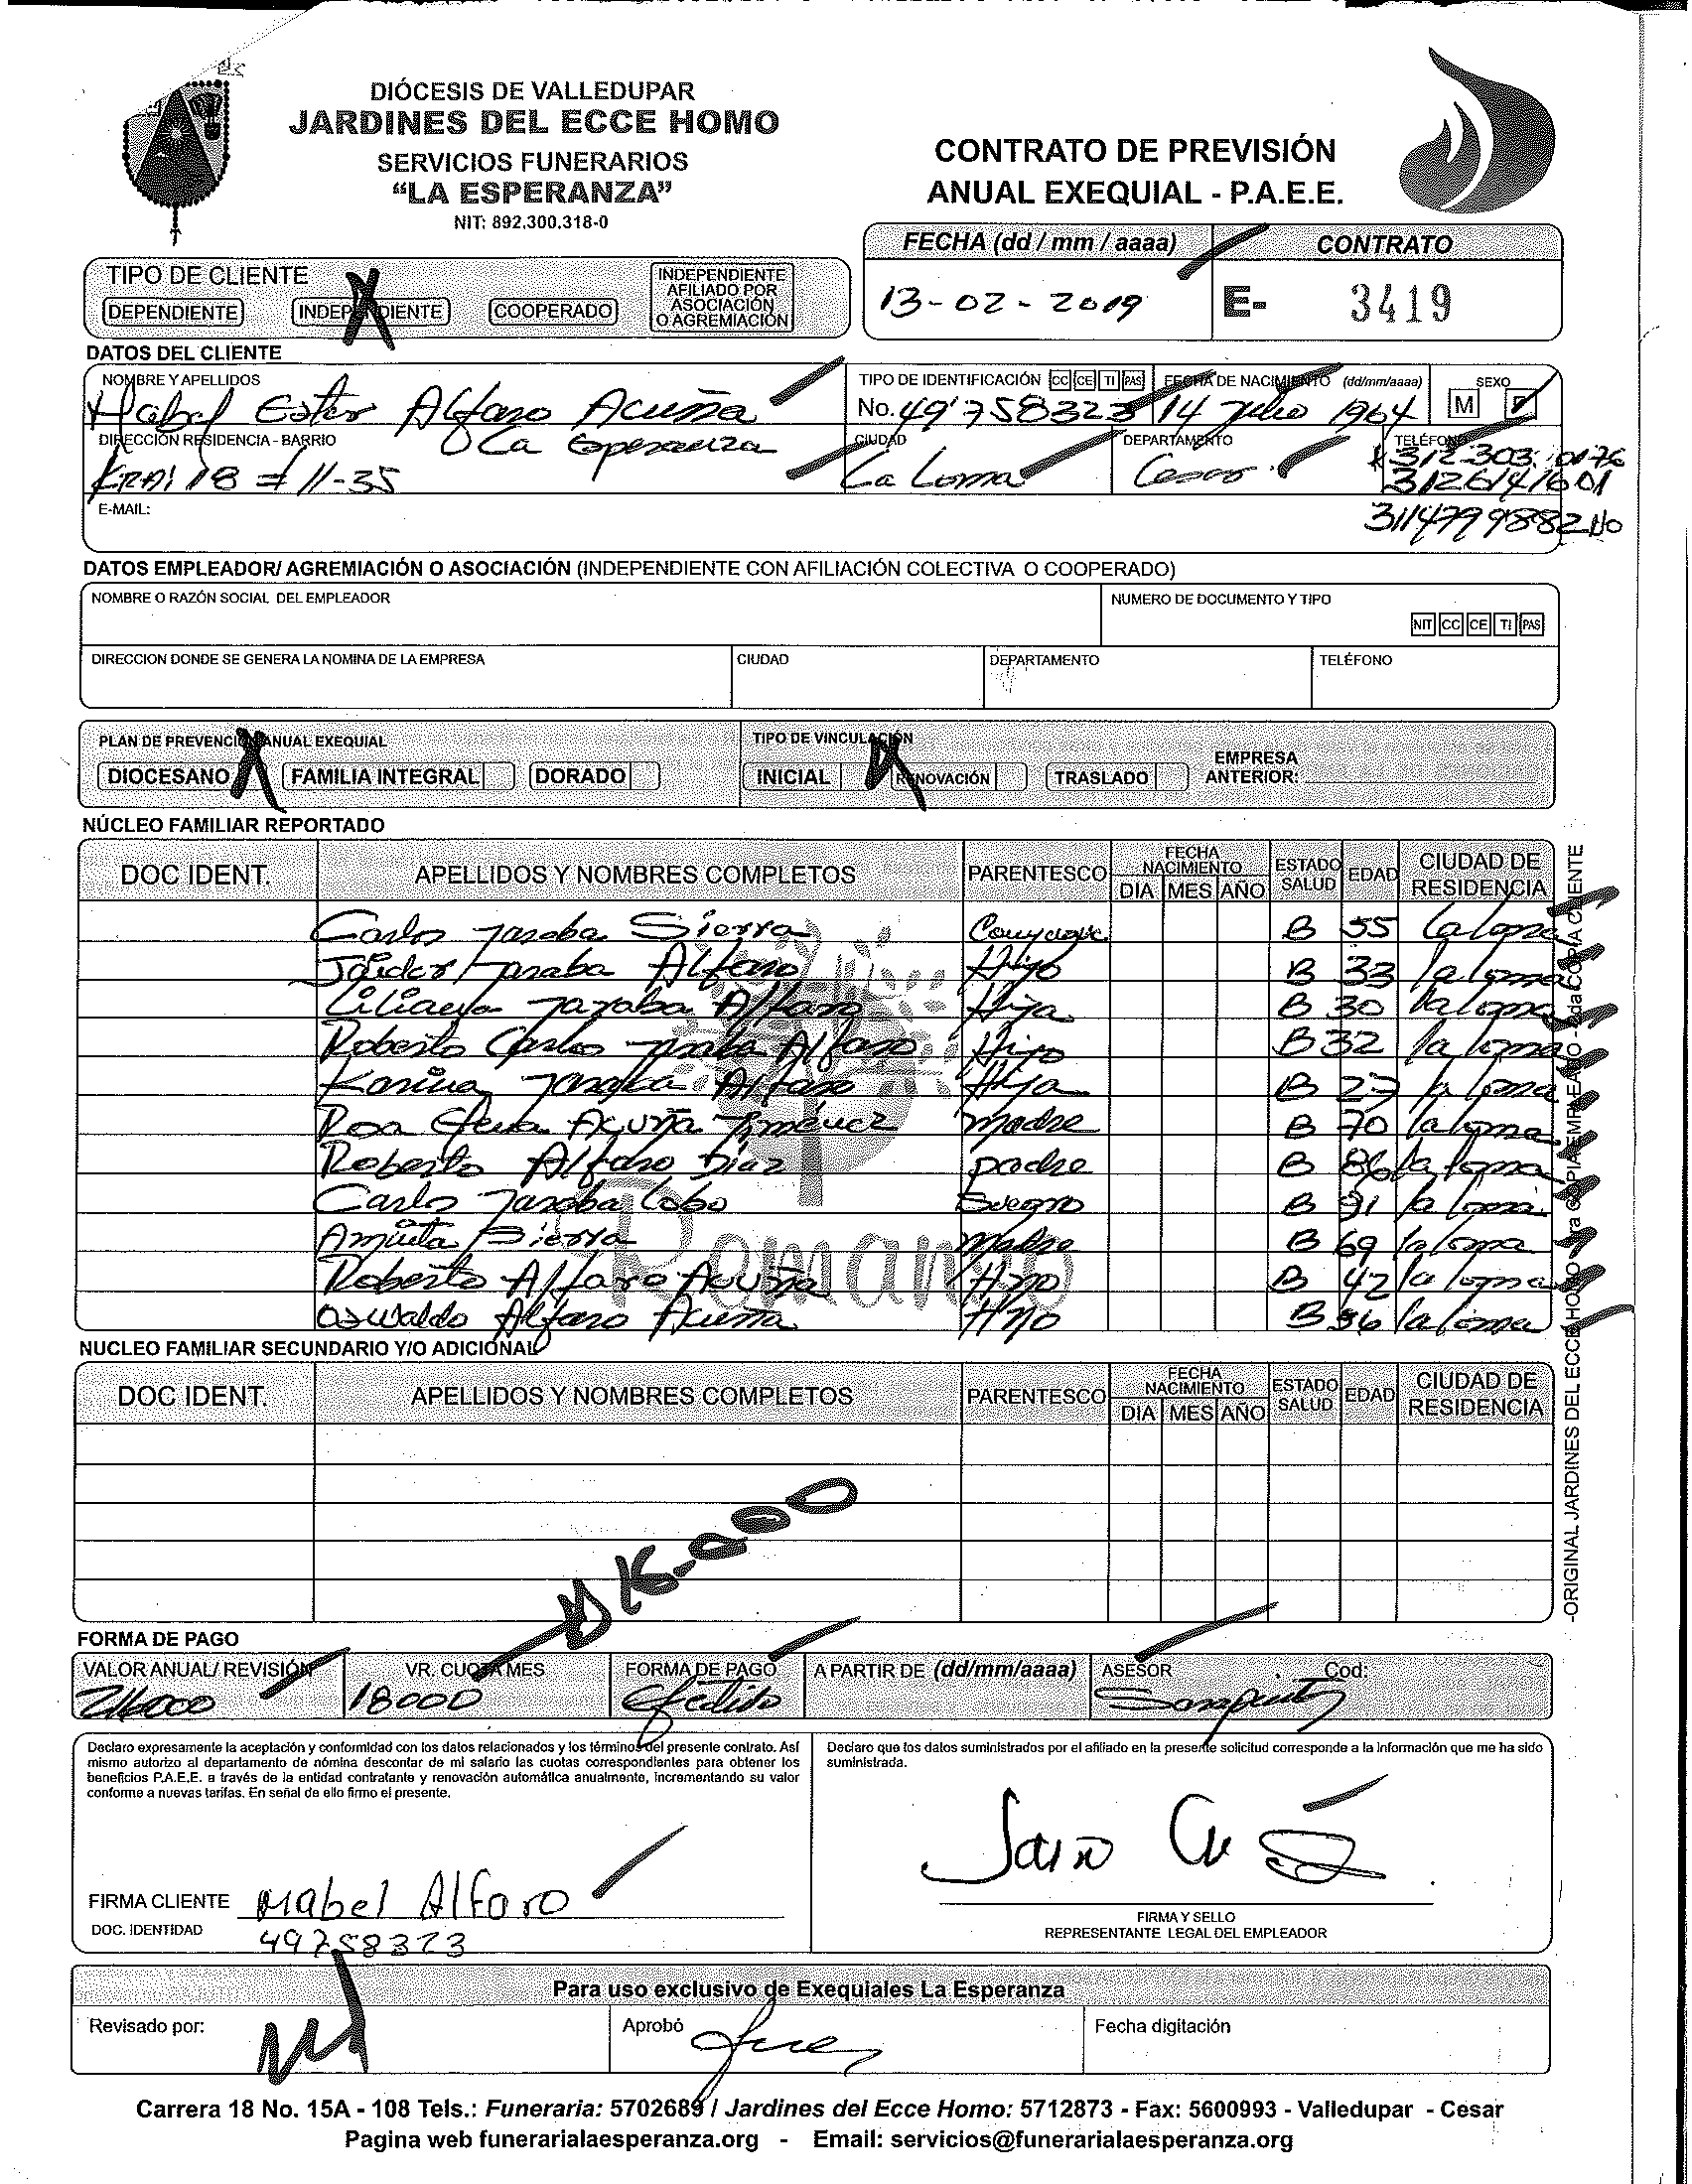 DIÓCESIS DE VALLEDUPAR
JARDINES DEL ECCE HOMO
SERVICIOS FUNERARIOS
“LA ESPERANZA”
NIT: 892.300.318-0
CONTRATO DE PREVISIÓN
ANUAL EXEQUIAL - P.A.E.E.
FECHA (dd / mm / aaaa) CONTRATO
13-02-2019 E- 3419
TIPO DE CLIENTE
DEPENDIENTE INDEPENDIENTE COOPERADO INDEPENDIENTE AFILIADO POR ASOCIACIÓN O AGREMIACIÓN
DATOS DEL CLIENTE
NOMBRE Y APELLIDOS TIPO DE IDENTIFICACIÓN CC CE TI PAS FECHA DE NACIMIENTO (dd/mm/aaaa) SEXO
Mabel Ester Alfaro Acuña No. 49'758323 14 Julio 1964 M F
DIRECCIÓN RESIDENCIA - BARRIO CIUDAD DEPARTAMENTO TELÉFONO
La Esperanza
KRA: 18 # 11-35 La Loma Cesar 312 303 0176
3126141601
E-MAIL: 3114799882 No
DATOS EMPLEADOR/ AGREMIACIÓN O ASOCIACIÓN (INDEPENDIENTE CON AFILIACIÓN COLECTIVA O COOPERADO)
NOMBRE O RAZÓN SOCIAL DEL EMPLEADOR NUMERO DE DOCUMENTO Y TIPO
NIT CC CE TI PAS
DIRECCION DONDE SE GENERA LA NOMINA DE LA EMPRESA CIUDAD DEPARTAMENTO TELÉFONO
PLAN DE PREVENCIÓN ANUAL EXEQUIAL TIPO DE VINCULACIÓN
DIOCESANO FAMILIA INTEGRAL DORADO INICIAL RENOVACIÓN TRASLADO EMPRESA ANTERIOR:
NÚCLEO FAMILIAR REPORTADO
DOC IDENT. APELLIDOS Y NOMBRES COMPLETOS PARENTESCO FECHA NACIMIENTO DIA MES AÑO ESTADO SALUD EDAD CIUDAD DE RESIDENCIA
Carlos Jaraba Sierra Conyugue B 55 La Loma
Jaider Jaraba Alfaro Hijo B 33 la loma
Liliana Jaraba Alfaro Hija B 30 la loma
Roberto Carlos Jaraba Alfaro Hijo B 32 la loma
Karina Jaraba Alfaro Hija B 27 la loma
Rosa Elena Acuña Jiménez madre B 70 la loma
Roberto Alfaro Díaz padre B 86 la loma
Carlos Jaraba Lobo Suegro B 91 la loma
Aminta Sierra Madre B 69 la loma
Roberto Alfaro Acuña Hno B 42 la loma
Oswaldo Alfaro Acuña Hno B 36 la loma
Romanso
NUCLEO FAMILIAR SECUNDARIO Y/O ADICIONAL
DOC IDENT. APELLIDOS Y NOMBRES COMPLETOS PARENTESCO FECHA NACIMIENTO DIA MES AÑO ESTADO SALUD EDAD CIUDAD DE RESIDENCIA
16-000
FORMA DE PAGO
VALOR ANUAL/ REVISIÓN VR. CUOTA MES FORMA DE PAGO A PARTIR DE (dd/mm/aaaa) ASESOR Cod:
216000 18000
Declaro expresamente la aceptación y conformidad con los datos relacionados y los términos del presente contrato. Así
mismo autorizo al departamento de nómina descontar de mi salario las cuotas correspondientes para obtener los
beneficios P.A.E.E. a través de la entidad contratante y renovación automática anualmente, incrementando su valor
conforme a nuevas tarifas. En señal de ello firmo el presente.
Declaro que los datos suministrados por el afiliado en la presente solicitud corresponde a la información que me ha sido
suministrada.
FIRMA CLIENTE Mabel Alfaro
DOC. IDENTIDAD 49758323
FIRMA Y SELLO
REPRESENTANTE LEGAL DEL EMPLEADOR
Para uso exclusivo de Exequiales La Esperanza
Revisado por: Aprobó Fecha digitación
Carrera 18 No. 15A - 108 Tels.: Funeraria: 5702689 / Jardines del Ecce Homo: 5712873 - Fax: 5600993 - Valledupar - Cesar
Pagina web funerarialaesperanza.org - Email: servicios@funerarialaesperanza.org
-ORIGINAL JARDINES DEL ECCE HOMO - 1ra COPIA EMPLEADO - 2da COPIA CLIENTE